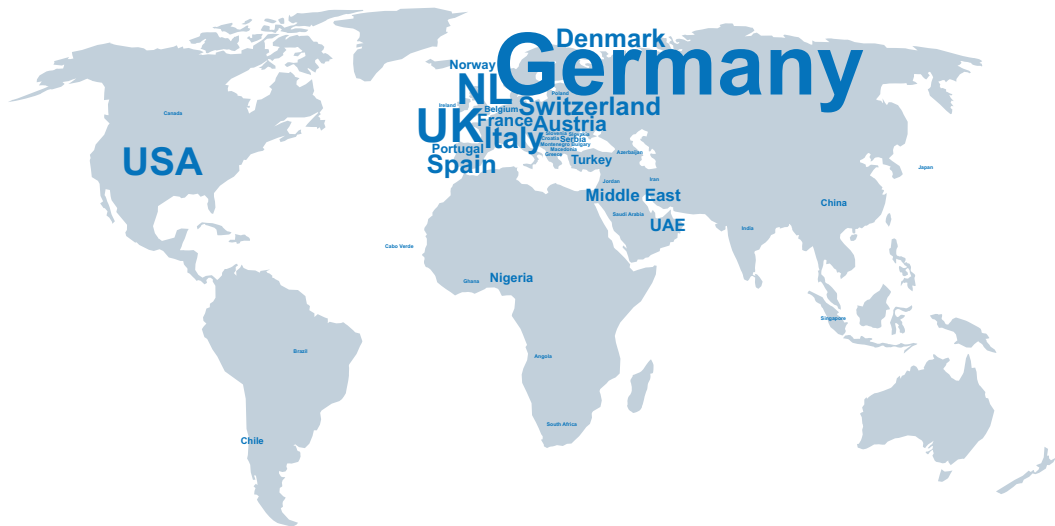 Denmark
Germany
Norway
NL
Poland
Ireland
Belgium
Switzerland
Canada
UK
France
Austria
Italy
Slovenia
Slovakia
Croatia
Serbia
Montenegro
Bulgary
Portugal
Macedonia
Greece
Azerbaijan
USA
Spain
Turkey
Japan
Jordan
Iran
Middle East
China
Saudi Arabia
UAE
India
Cabo Verde
Nigeria
Ghana
Singapore
Brazil
Angola
South Africa
Chile